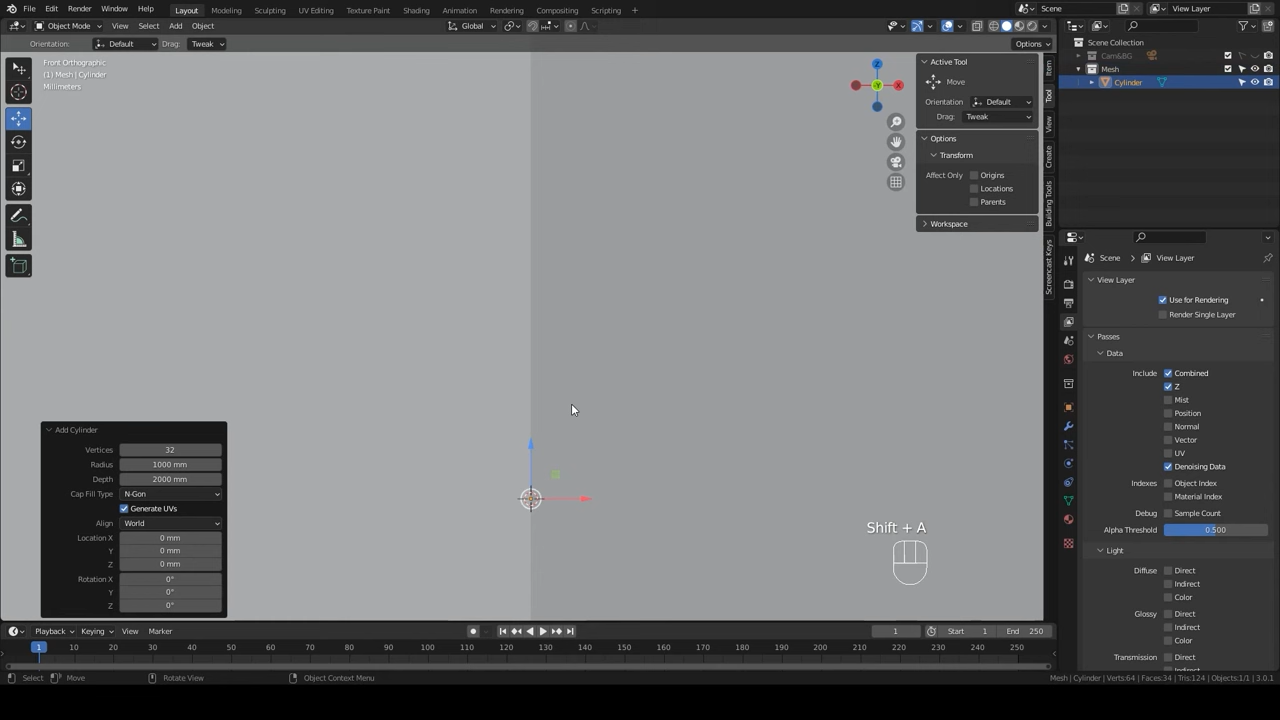 File Edit Render Window Help Layout Modeling Sculpting UV Editing Texture Paint Shading Animation Rendering Compositing Scripting + Scene View Layer
Object Mode View Select Add Object Global Options
Orientation: Default Drag: Tweak
Front Orthographic
(1) Mesh | Cylinder
Millimeters
Z
Y
X
Active Tool
Move
Orientation Default
Drag: Tweak
Options
Transform
Affect Only Origins
Locations
Parents
Workspace
Item
Tool
View
Create
Building Tools
Screencast Keys
Scene Collection
Cam&BG
Mesh
Cylinder
Scene > View Layer
View Layer
Use for Rendering
Render Single Layer
Passes
Data
Include Combined
Z
Mist
Position
Normal
Vector
UV
Denoising Data
Indexes Object Index
Material Index
Debug Sample Count
Alpha Threshold 0.500
Light
Diffuse Direct
Indirect
Color
Glossy Direct
Indirect
Color
Transmission Direct
Indirect
Add Cylinder
Vertices 32
Radius 1000 mm
Depth 2000 mm
Cap Fill Type N-Gon
Generate UVs
Align World
Location X 0 mm
Y 0 mm
Z 0 mm
Rotation X 0°
Y 0°
Z 0°
Shift + A
Playback Keying View Marker 1 Start 1 End 250
1 10 20 30 40 50 60 70 80 90 100 110 120 130 140 150 160 170 180 190 200 210 220 230 240 250
Select Move Rotate View Object Context Menu Mesh | Cylinder | Verts:64 | Faces:34 | Tris:124 | Objects:1/1 | 3.0.1